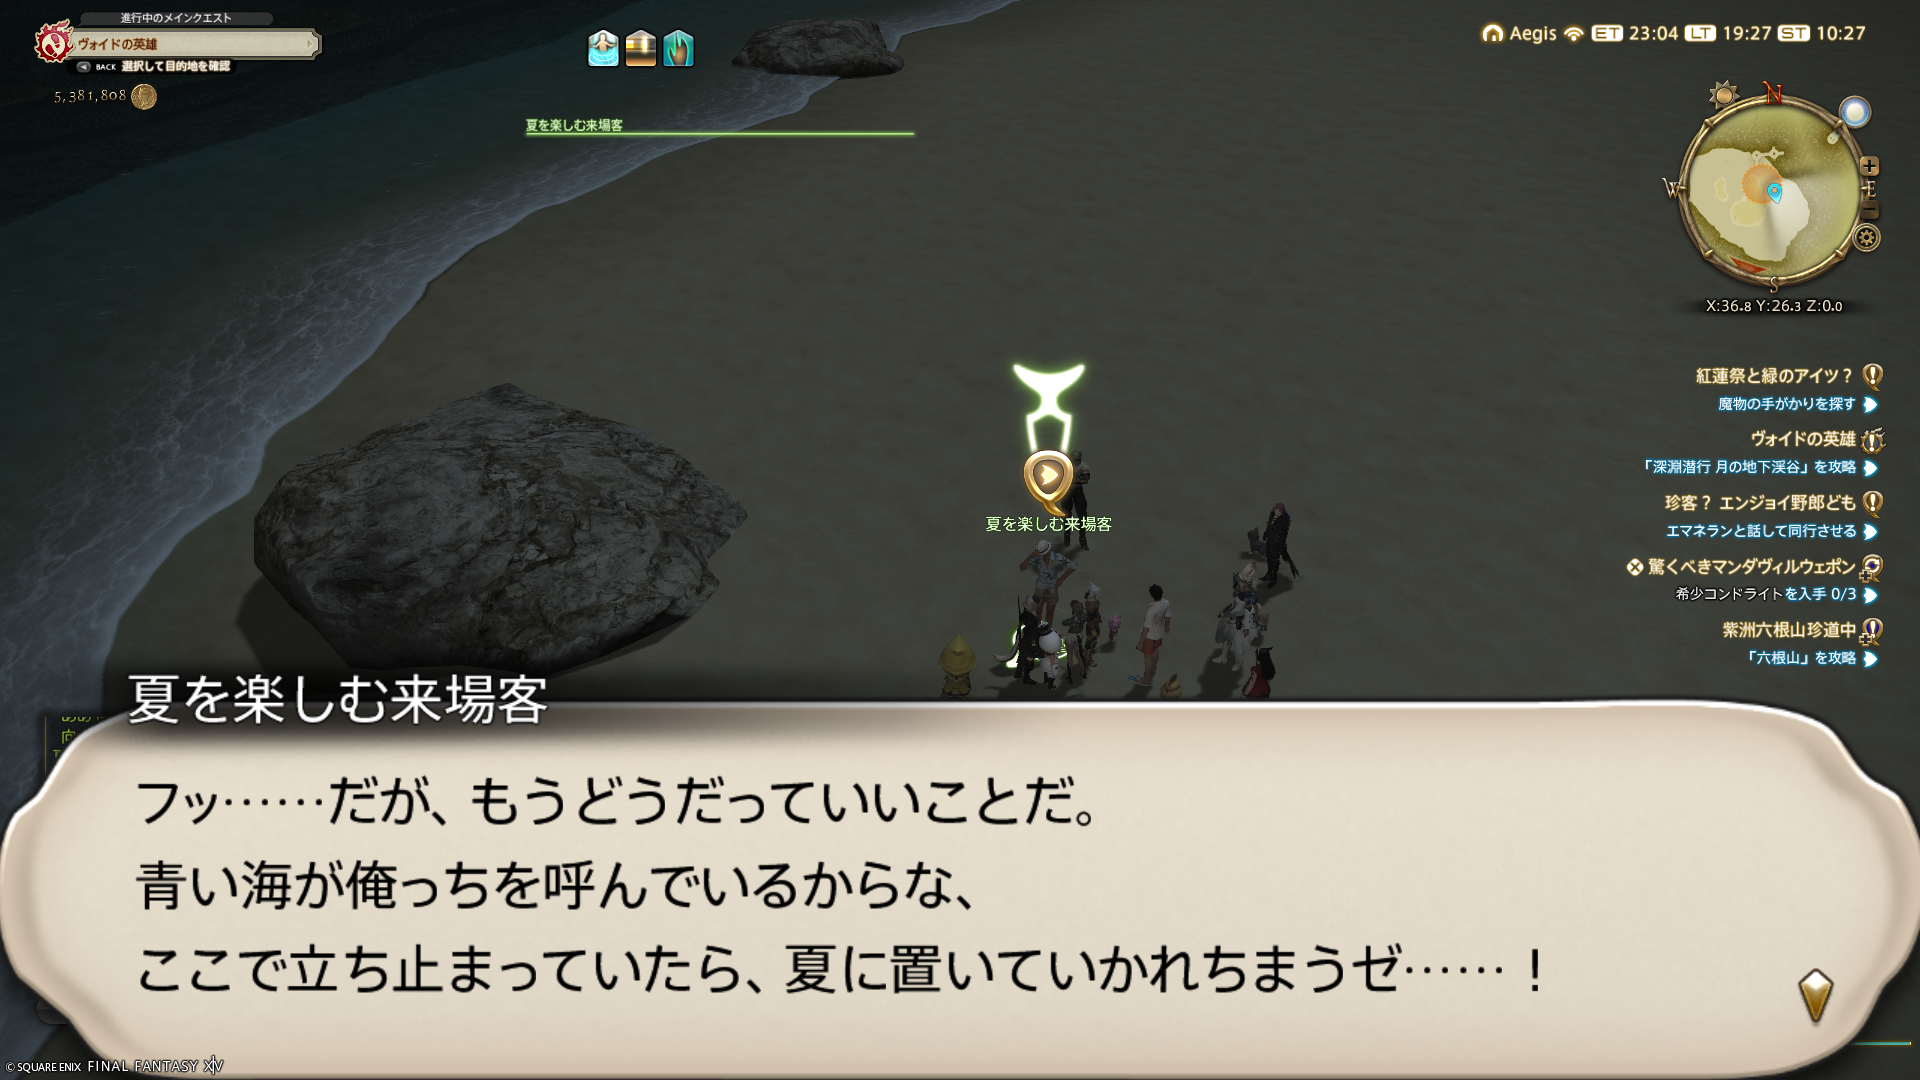 進行中のメインクエスト
ヴォイドの英雄
BACK 選択して目的地を確認
5,381,808
夏を楽しむ来場客
Aegis ET 23:04 LT 19:27 ST 10:27
N
W
E
S
X:36.8 Y:26.3 Z:0.0
紅蓮祭と緑のアイツ?
魔物の手がかりを探す
ヴォイドの英雄
「深淵潜行 月の地下渓谷」を攻略
珍客? エンジョイ野郎ども
エマネランと話して同行させる
驚くべきマンダヴィルウェポン
希少コンドライトを入手 0/3
紫洲六根山珍道中
「六根山」を攻略
夏を楽しむ来場客
夏を楽しむ来場客
フッ……だが、もうどうだっていいことだ。
青い海が俺っちを呼んでいるからな、
ここで立ち止まっていたら、夏に置いていかれちまうゼ……!
© SQUARE ENIX FINAL FANTASY XIV